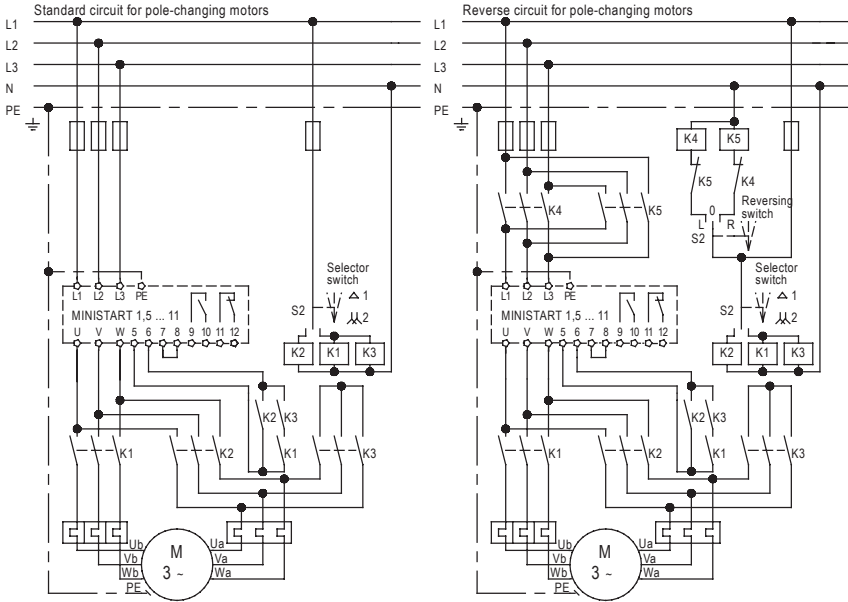 Standard circuit for pole-changing motors
L1
L2
L3
N
PE
L1 L2 L3 PE
MINISTART 1,5 ... 11
U V W 5 6 7 8 9 10 11 12
Selector
switch
S2
1
2
K2 K1 K3
K2 K3
K1 K2 K1 K3
Ub Ua
Vb Va
Wb Wa
M
3 ~
PE
Reverse circuit for pole-changing motors
L1
L2
L3
N
PE
K4 K5
K5 K4
K4 K5
Reversing
switch
L 0 R
S2
L1 L2 L3 PE
MINISTART 1,5 ... 11
U V W 5 6 7 8 9 10 11 12
Selector
switch
S2
1
2
K2 K1 K3
K2 K3
K1 K2 K1 K3
Ub Ua
Vb Va
Wb Wa
M
3 ~
PE